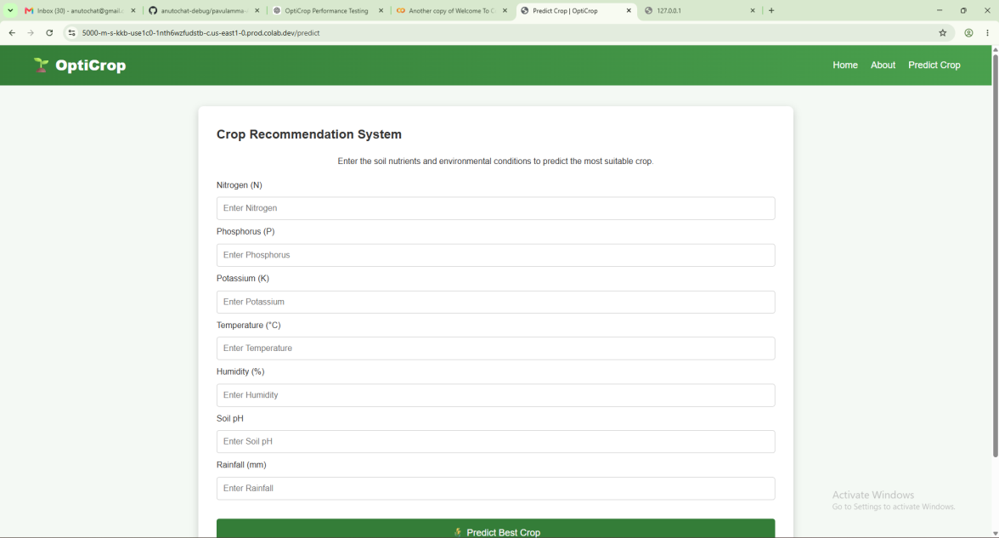 Inbox (30) - anutochat@gmail.c
autochat-debug/pavulamma-
OptiCrop Performance Testing
Another copy of Welcome To C
Predict Crop | OptiCrop
127.0.0.1
5000-m-s-kkb-use1c0-1nth6wzfudstb-c.us-east1-0.prod.colab.dev/predict
OptiCrop
Home
About
Predict Crop
Crop Recommendation System
Enter the soil nutrients and environmental conditions to predict the most suitable crop.
Nitrogen (N)
Enter Nitrogen
Phosphorus (P)
Enter Phosphorus
Potassium (K)
Enter Potassium
Temperature (°C)
Enter Temperature
Humidity (%)
Enter Humidity
Soil pH
Enter Soil pH
Rainfall (mm)
Enter Rainfall
Predict Best Crop
Activate Windows
Go to Settings to activate Windows.